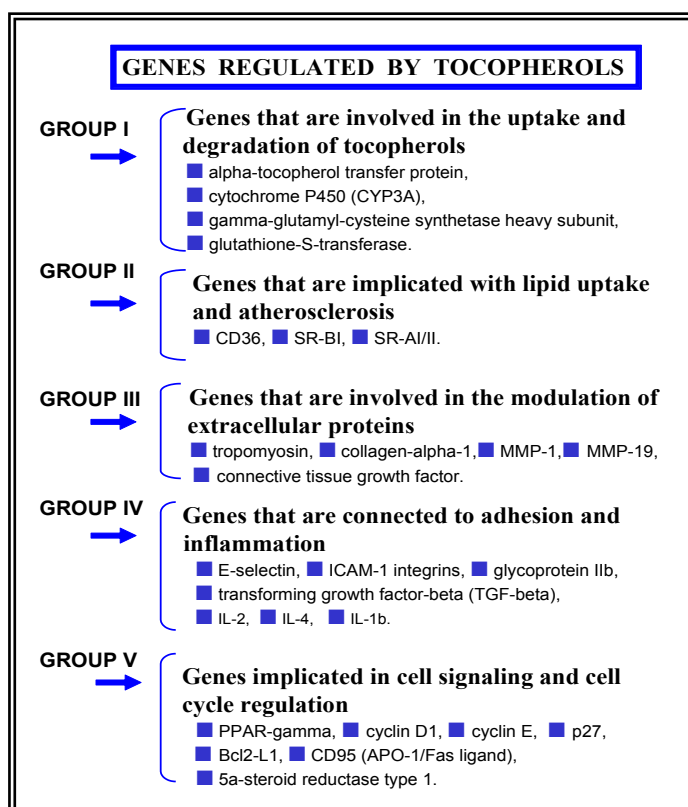 GENES REGULATED BY TOCOPHEROLS
GROUP I
Genes that are involved in the uptake and
degradation of tocopherols
■ alpha-tocopherol transfer protein,
■ cytochrome P450 (CYP3A),
■ gamma-glutamyl-cysteine synthetase heavy subunit,
■ glutathione-S-transferase.
GROUP II
Genes that are implicated with lipid uptake
and atherosclerosis
■ CD36, ■ SR-BI, ■ SR-AI/II.
GROUP III
Genes that are involved in the modulation of
extracellular proteins
■ tropomyosin, ■ collagen-alpha-1, ■ MMP-1, ■ MMP-19,
■ connective tissue growth factor.
GROUP IV
Genes that are connected to adhesion and
inflammation
■ E-selectin, ■ ICAM-1 integrins, ■ glycoprotein IIb,
■ transforming growth factor-beta (TGF-beta),
■ IL-2, ■ IL-4, ■ IL-1b.
GROUP V
Genes implicated in cell signaling and cell
cycle regulation
■ PPAR-gamma, ■ cyclin D1, ■ cyclin E, ■ p27,
■ Bcl2-L1, ■ CD95 (APO-1/Fas ligand),
■ 5a-steroid reductase type 1.